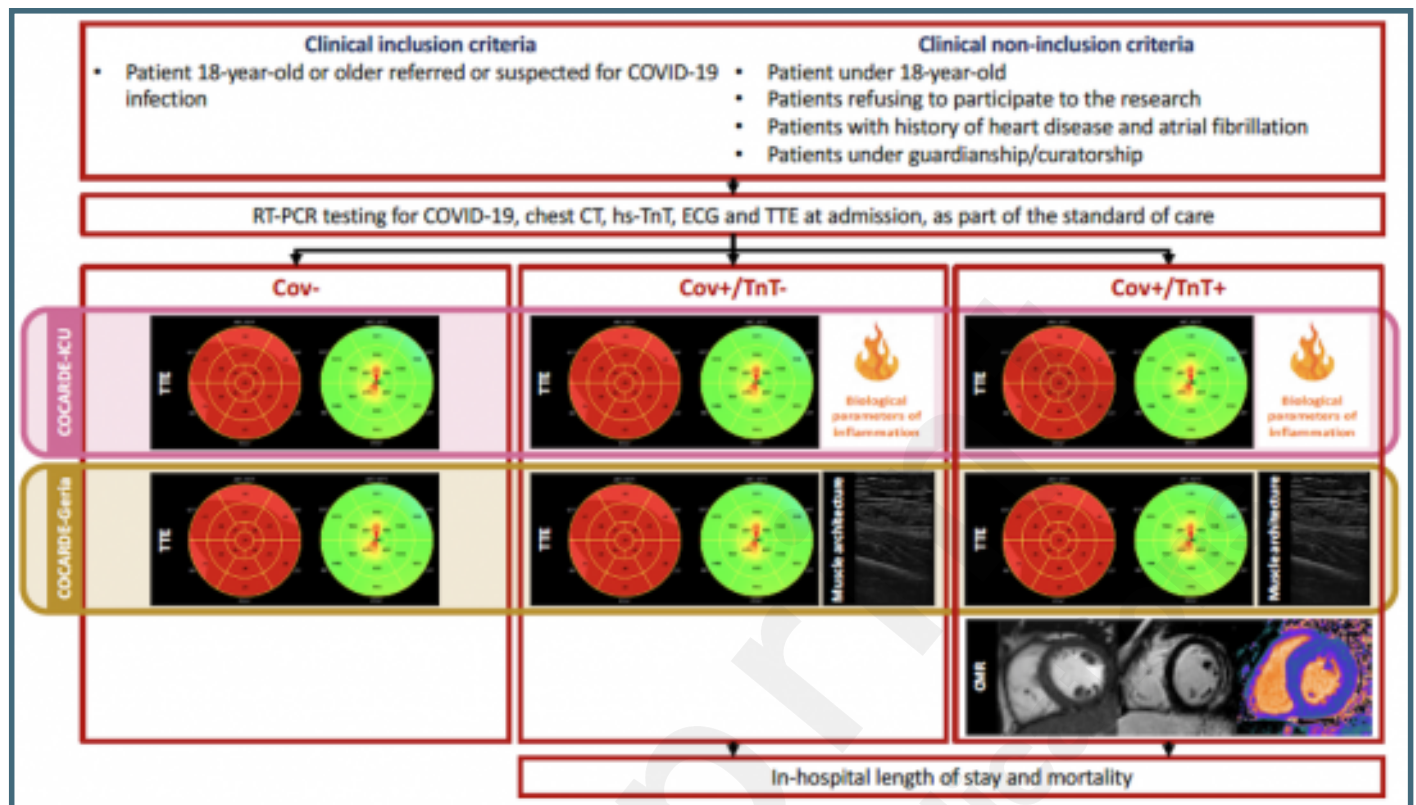 Clinical inclusion criteria
• Patient 18-year-old or older referred or suspected for COVID-19
infection
Clinical non-inclusion criteria
• Patient under 18-year-old
• Patients refusing to participate to the research
• Patients with history of heart disease and atrial fibrillation
• Patients under guardianship/curatorship
RT-PCR testing for COVID-19, chest CT, hs-TnT, ECG and TTE at admission, as part of the standard of care
Cov-
Cov+/TnT-
Cov+/TnT+
COCARDE-ICU
TTE
TTE
Biological
parameters of
inflammation
TTE
Biological
parameters of
inflammation
COCARDE-Geria
TTE
TTE
Muscle architecture
TTE
Muscle architecture
CMR
In-hospital length of stay and mortality